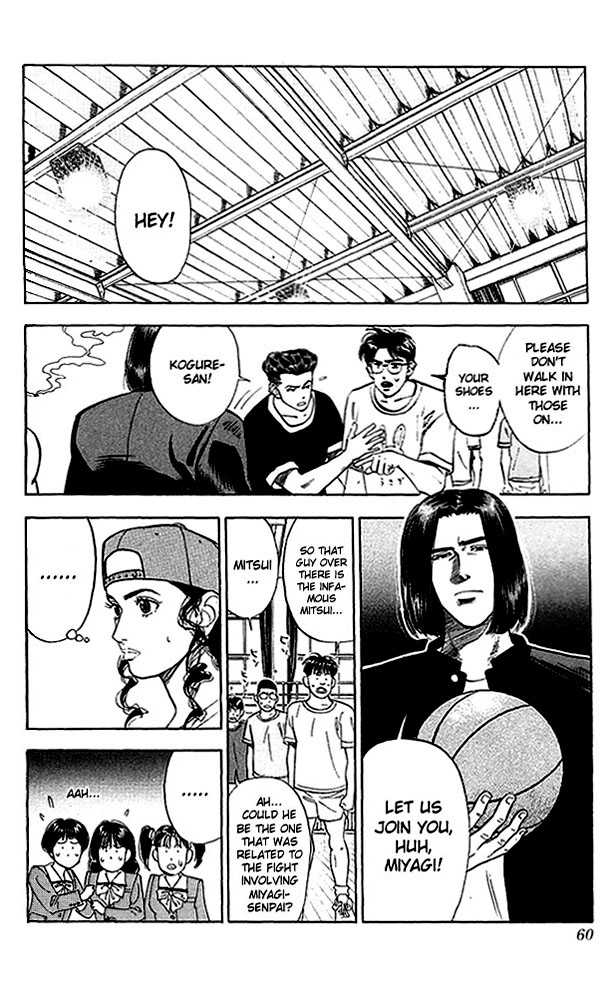 HEY!
PLEASE
DON'T
WALK IN
HERE WITH
THOSE
ON...
YOUR
SHOES
...
KOGURE-
SAN!
LET US
JOIN YOU,
HUH,
MIYAGI!
SO THAT
GUY OVER
THERE IS
THE INFA-
MOUS
MITSUI...
MITSUI
...
AH...
COULD HE
BE THE ONE
THAT WAS
RELATED TO
THE FIGHT
INVOLVING
MIYAGI-
SENPAI?
......
.....
AAH...
60